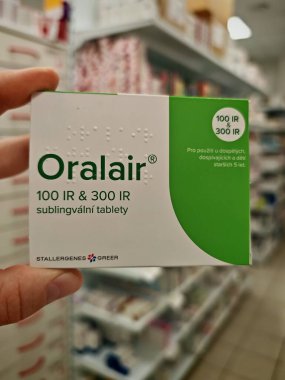 Oralair®
100 IR & 300 IR
sublingvální tablety
STALLERGENES GREER
100 IR
&
300 IR
Pro použití u dospělých,
dospívajících a dětí
starších 5 let.